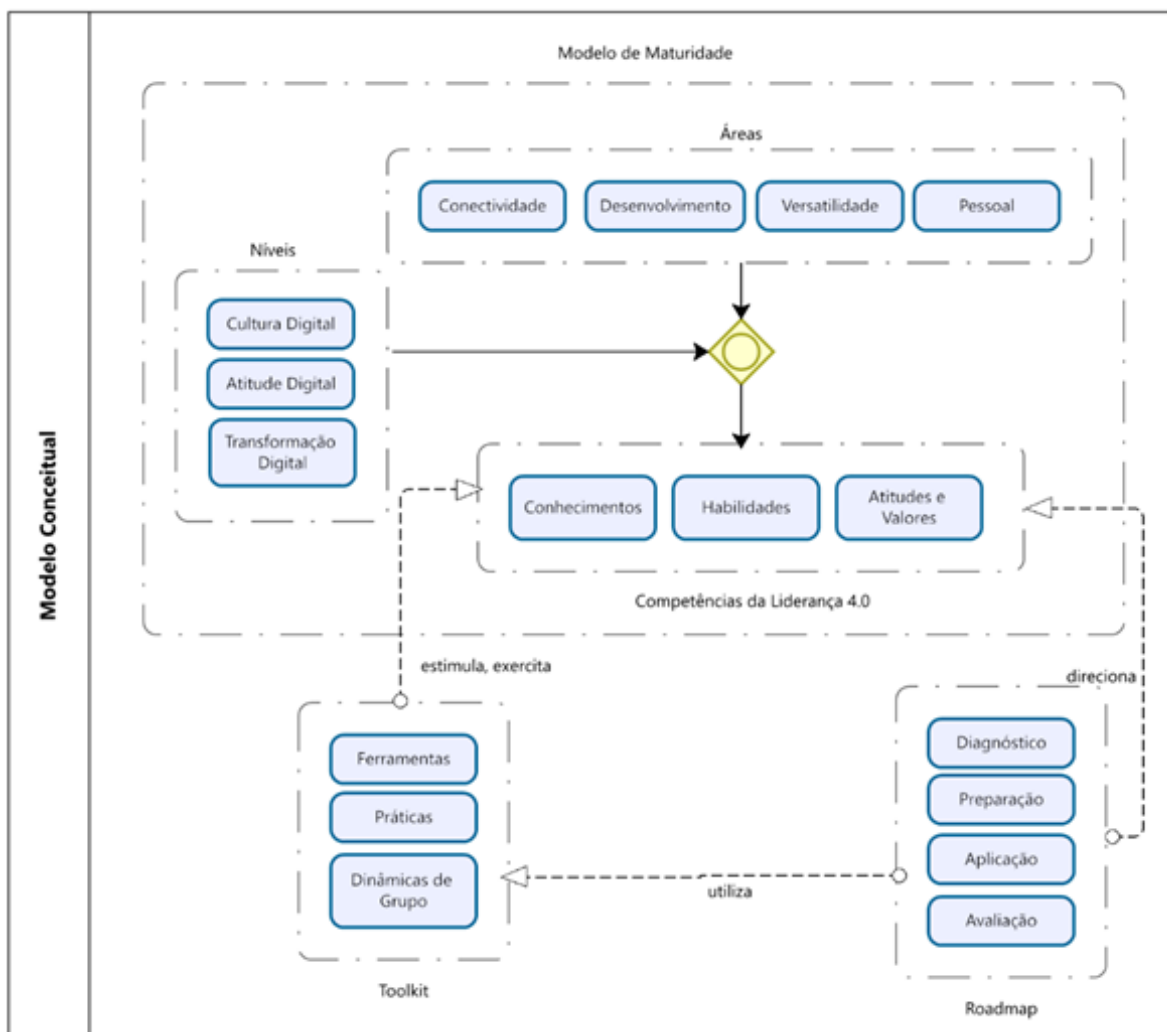 Modelo Conceitual
Modelo de Maturidade
Áreas
Conectividade
Desenvolvimento
Versatilidade
Pessoal
Níveis
Cultura Digital
Atitude Digital
Transformação
Digital
Conhecimentos
Habilidades
Atitudes e
Valores
Competências da Liderança 4.0
estimula, exercita
direciona
Ferramentas
Práticas
Dinâmicas de
Grupo
Toolkit
utiliza
Diagnóstico
Preparação
Aplicação
Avaliação
Roadmap